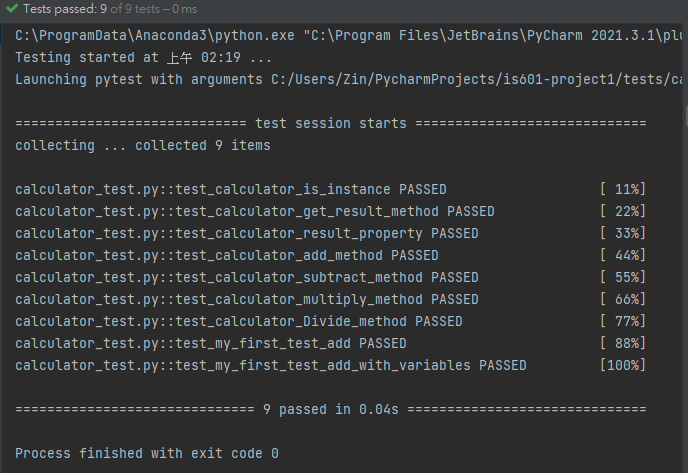 Tests passed: 9 of 9 tests – 0 ms
C:\ProgramData\Anaconda3\python.exe "C:\Program Files\JetBrains\PyCharm 2021.3.1\plu
Testing started at 上午 02:19 ...
Launching pytest with arguments C:/Users/Zin/PycharmProjects/is601-project1/tests/ca
============================= test session starts =============================
collecting ... collected 9 items
calculator_test.py::test_calculator_is_instance PASSED                   [ 11%]
calculator_test.py::test_calculator_get_result_method PASSED             [ 22%]
calculator_test.py::test_calculator_result_property PASSED               [ 33%]
calculator_test.py::test_calculator_add_method PASSED                    [ 44%]
calculator_test.py::test_calculator_subtract_method PASSED               [ 55%]
calculator_test.py::test_calculator_multiply_method PASSED               [ 66%]
calculator_test.py::test_calculator_Divide_method PASSED                 [ 77%]
calculator_test.py::test_my_first_test_add PASSED                        [ 88%]
calculator_test.py::test_my_first_test_add_with_variables PASSED         [100%]
============================== 9 passed in 0.04s ==============================
Process finished with exit code 0